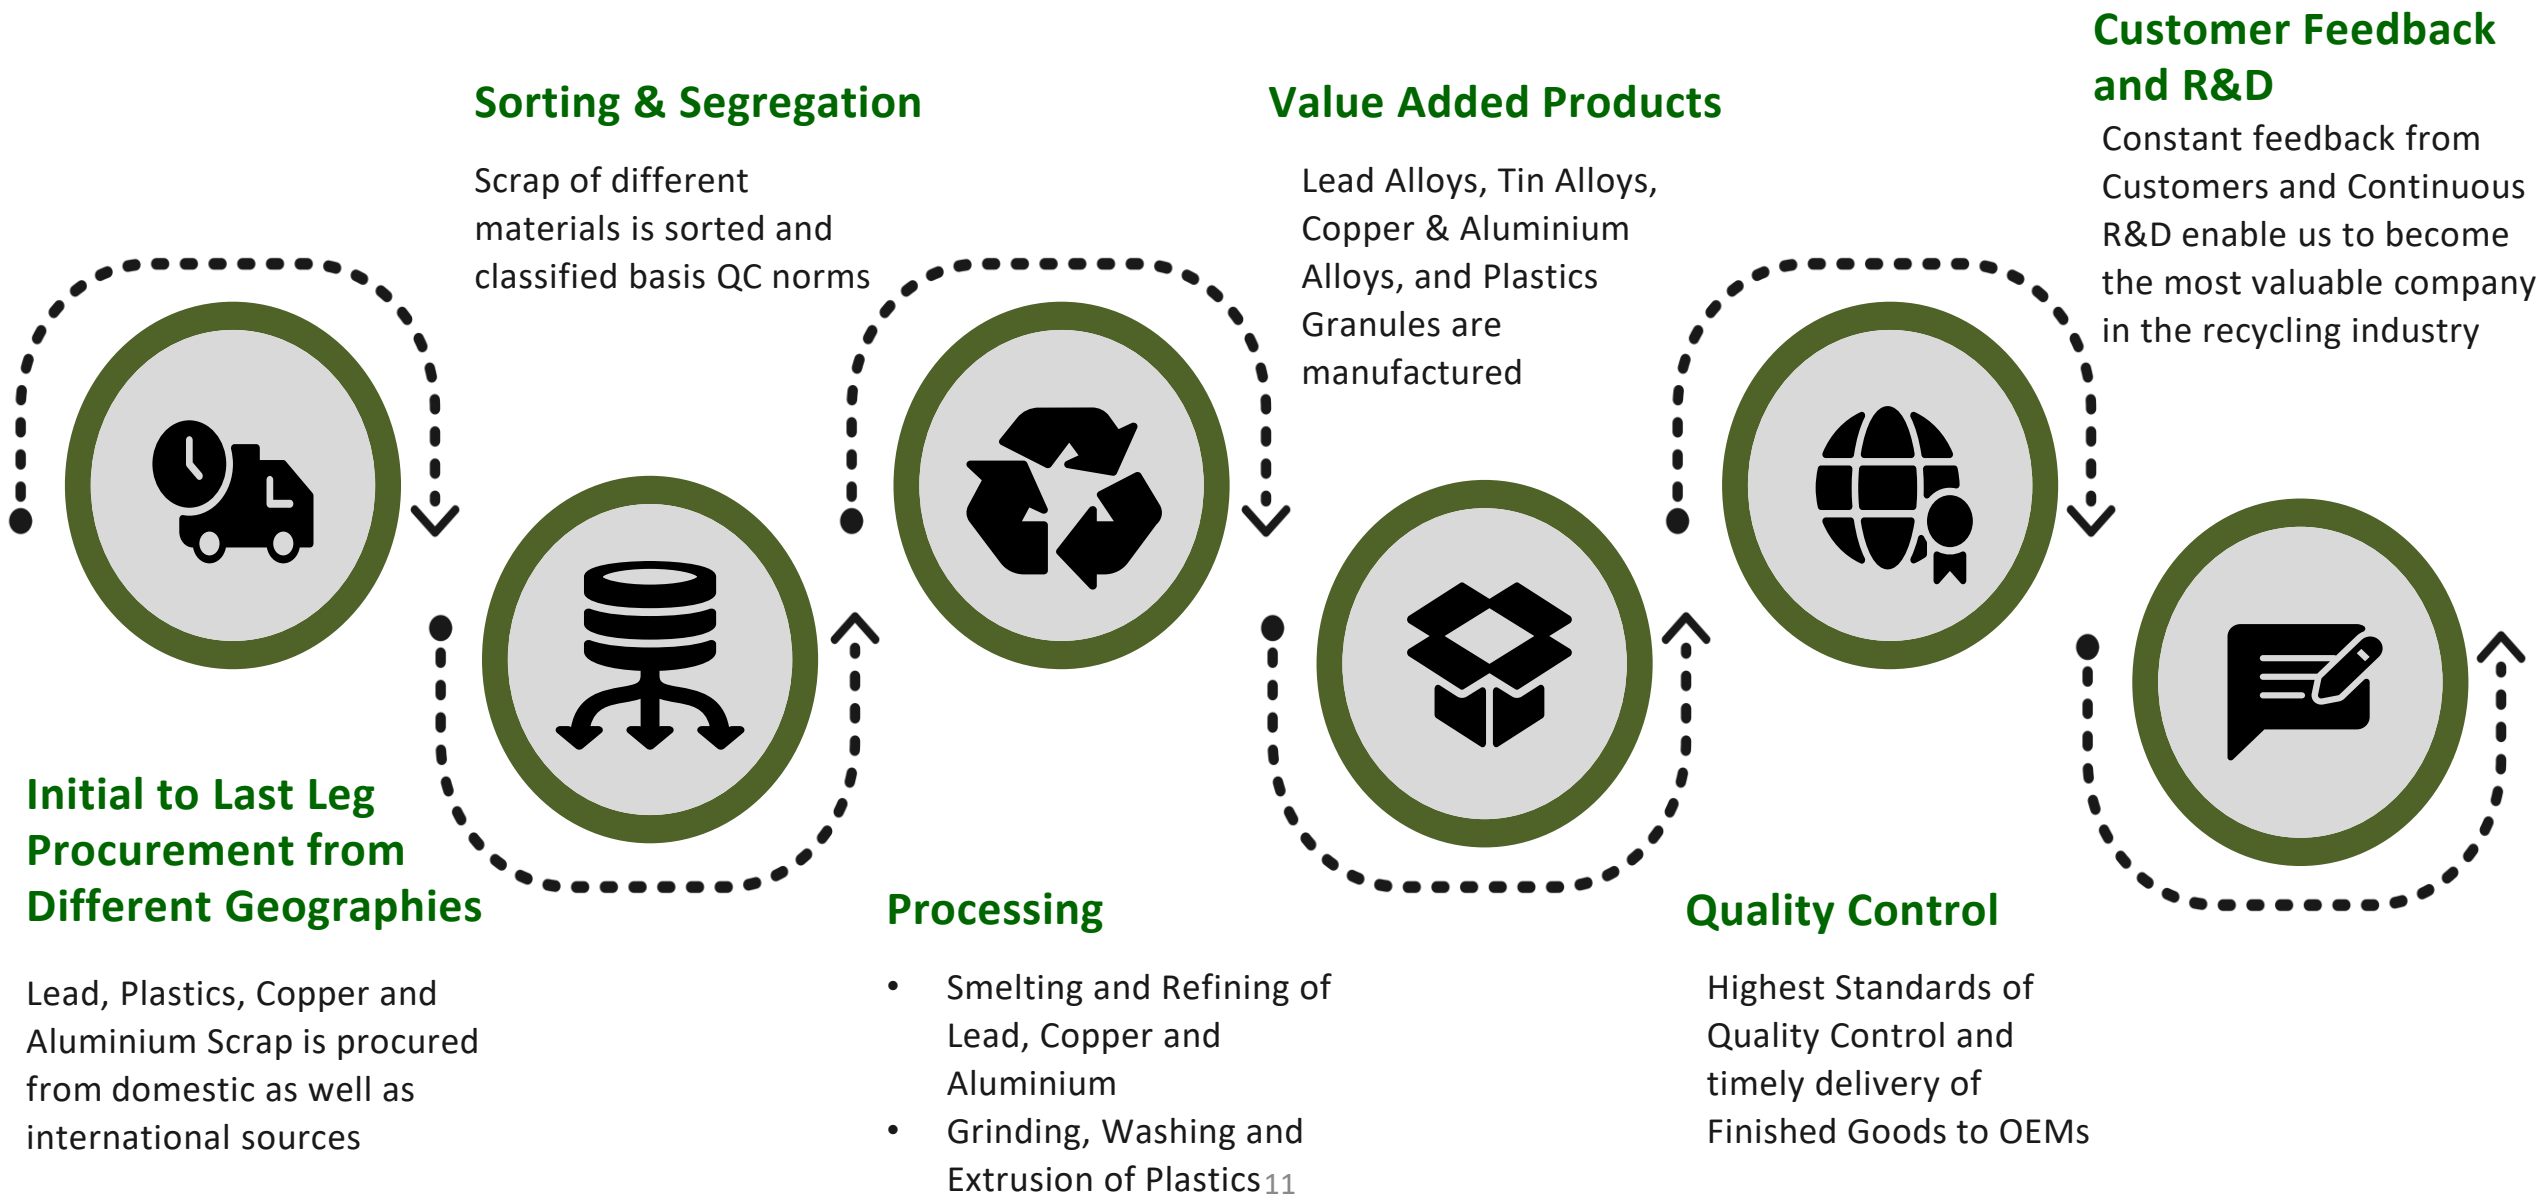 Initial to Last Leg
Procurement from
Different Geographies
Lead, Plastics, Copper and
Aluminium Scrap is procured
from domestic as well as
international sources
Sorting & Segregation
Scrap of different
materials is sorted and
classified basis QC norms
Processing
• Smelting and Refining of
Lead, Copper and
Aluminium
• Grinding, Washing and
Extrusion of Plastics
Value Added Products
Lead Alloys, Tin Alloys,
Copper & Aluminium
Alloys, and Plastics
Granules are
manufactured
Quality Control
Highest Standards of
Quality Control and
timely delivery of
Finished Goods to OEMs
Customer Feedback
and R&D
Constant feedback from
Customers and Continuous
R&D enable us to become
the most valuable company
in the recycling industry
11